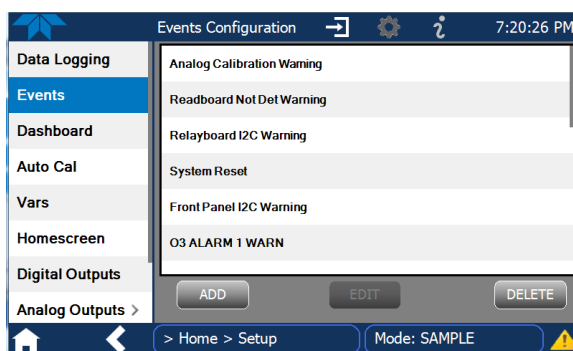 Events Configuration 7:20:26 PM
Data Logging
Events
Dashboard
Auto Cal
Vars
Homescreen
Digital Outputs
Analog Outputs >
Analog Calibration Warning
Readboard Not Det Warning
Relayboard I2C Warning
System Reset
Front Panel I2C Warning
O3 ALARM 1 WARN
ADD EDIT DELETE
> Home > Setup Mode: SAMPLE